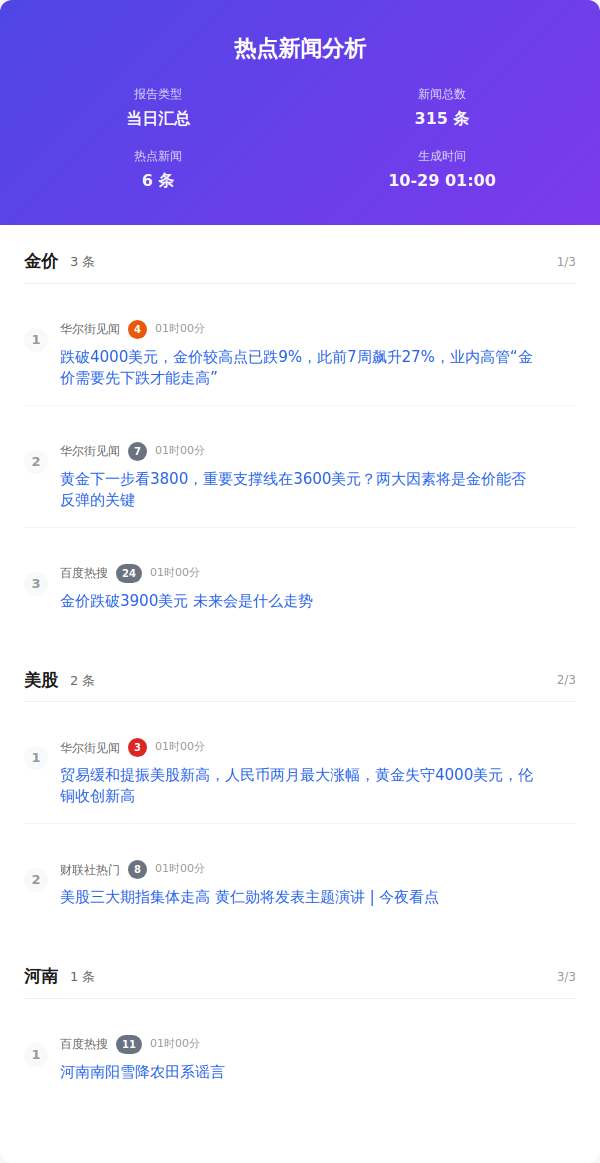 热点新闻分析
报告类型
新闻总数
当日汇总
315 条
热点新闻
生成时间
6 条
10-29 01:00
金价 3 条 1/3
1
华尔街见闻 4 01时00分
跌破4000美元，金价较高点已跌9%，此前7周飙升27%，业内高管“金
价需要先下跌才能走高”
2
华尔街见闻 7 01时00分
黄金下一步看3800，重要支撑线在3600美元？两大因素将是金价能否
反弹的关键
3
百度热搜 24 01时00分
金价跌破3900美元 未来会是什么走势
美股 2 条 2/3
1
华尔街见闻 3 01时00分
贸易缓和提振美股新高，人民币两月最大涨幅，黄金失守4000美元，伦
铜收创新高
2
财联社热门 8 01时00分
美股三大期指集体走高 黄仁勋将发表主题演讲 | 今夜看点
河南 1 条 3/3
1
百度热搜 11 01时00分
河南南阳雪降农田系谣言